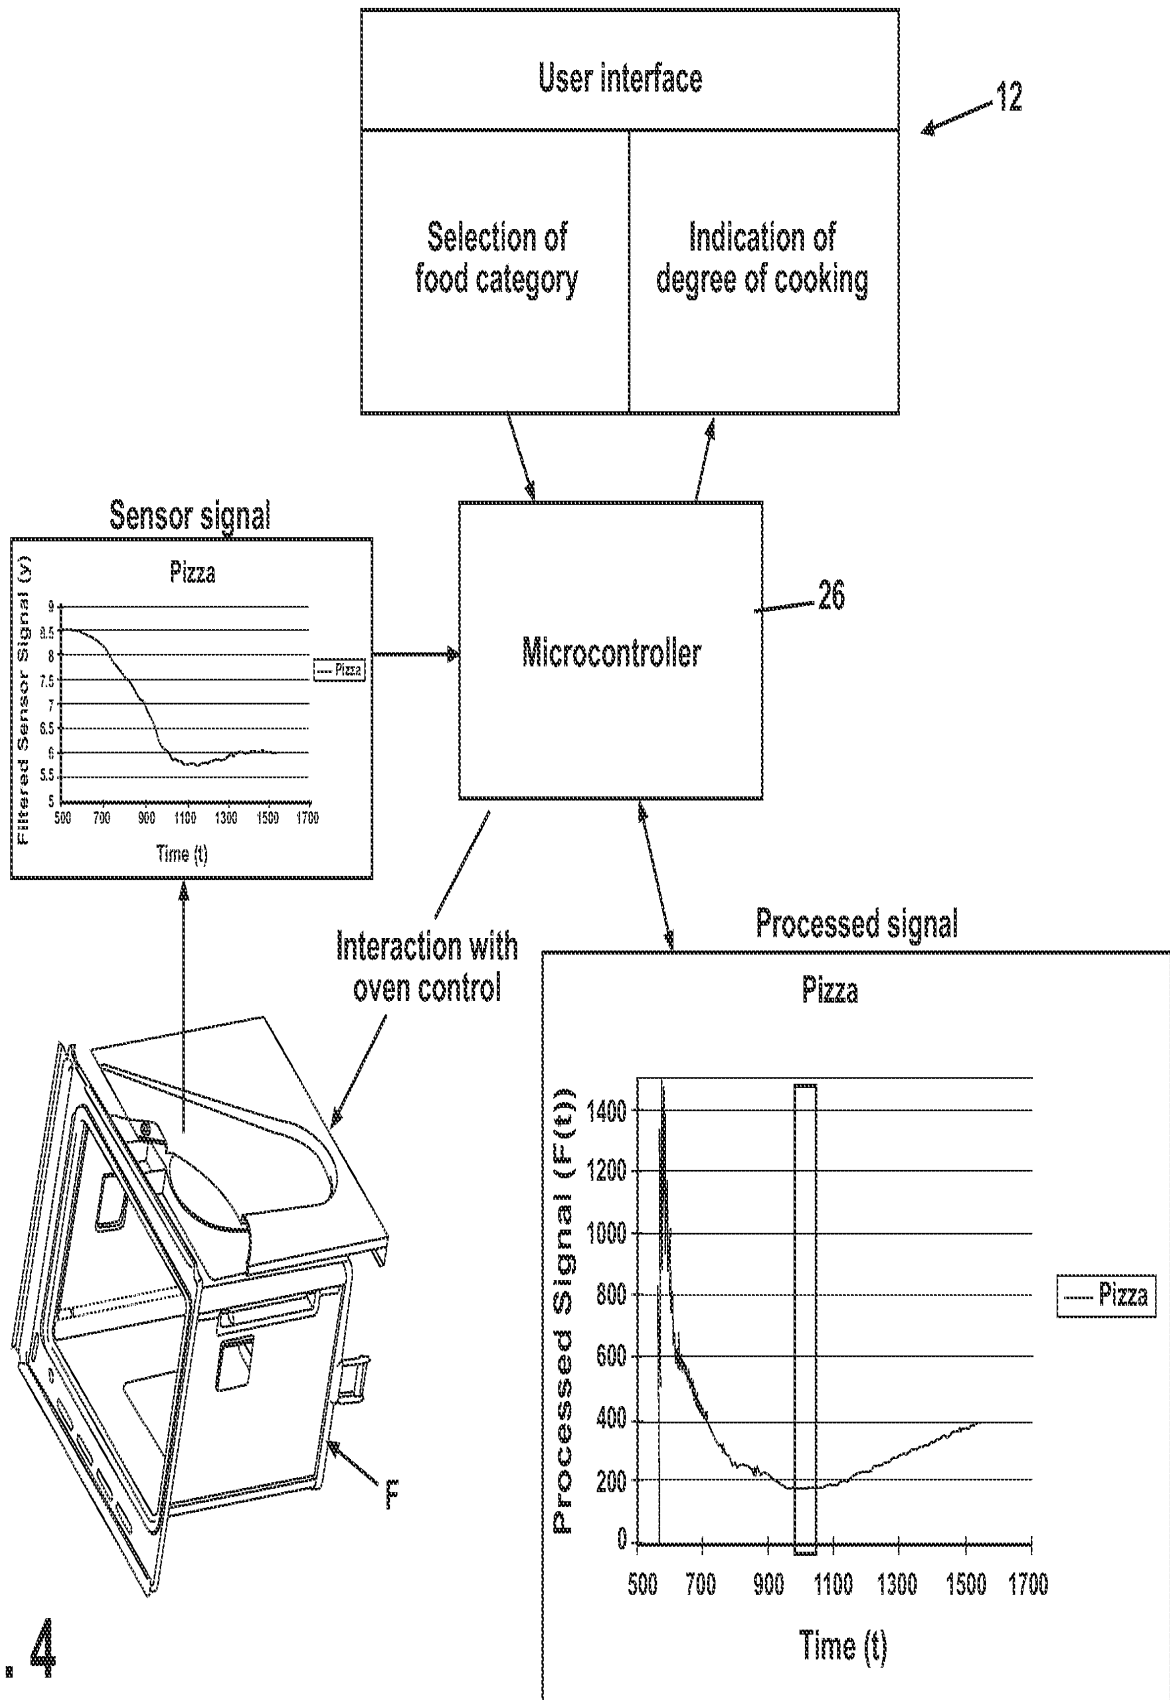 User interface
12
Selection of
food category
Indication of
degree of cooking
Sensor signal
Pizza
Filtered Sensor Signal (y)
9
8.5
8
7.5
7
6.5
6
5.5
5
500 700 900 1100 1300 1500 1700
Time (t)
Pizza
Microcontroller
26
Interaction with
oven control
F
Processed signal
Pizza
Processed Signal (F(t))
1400
1200
1000
800
600
400
200
0
500 700 900 1100 1300 1500 1700
Time (t)
Pizza
. 4